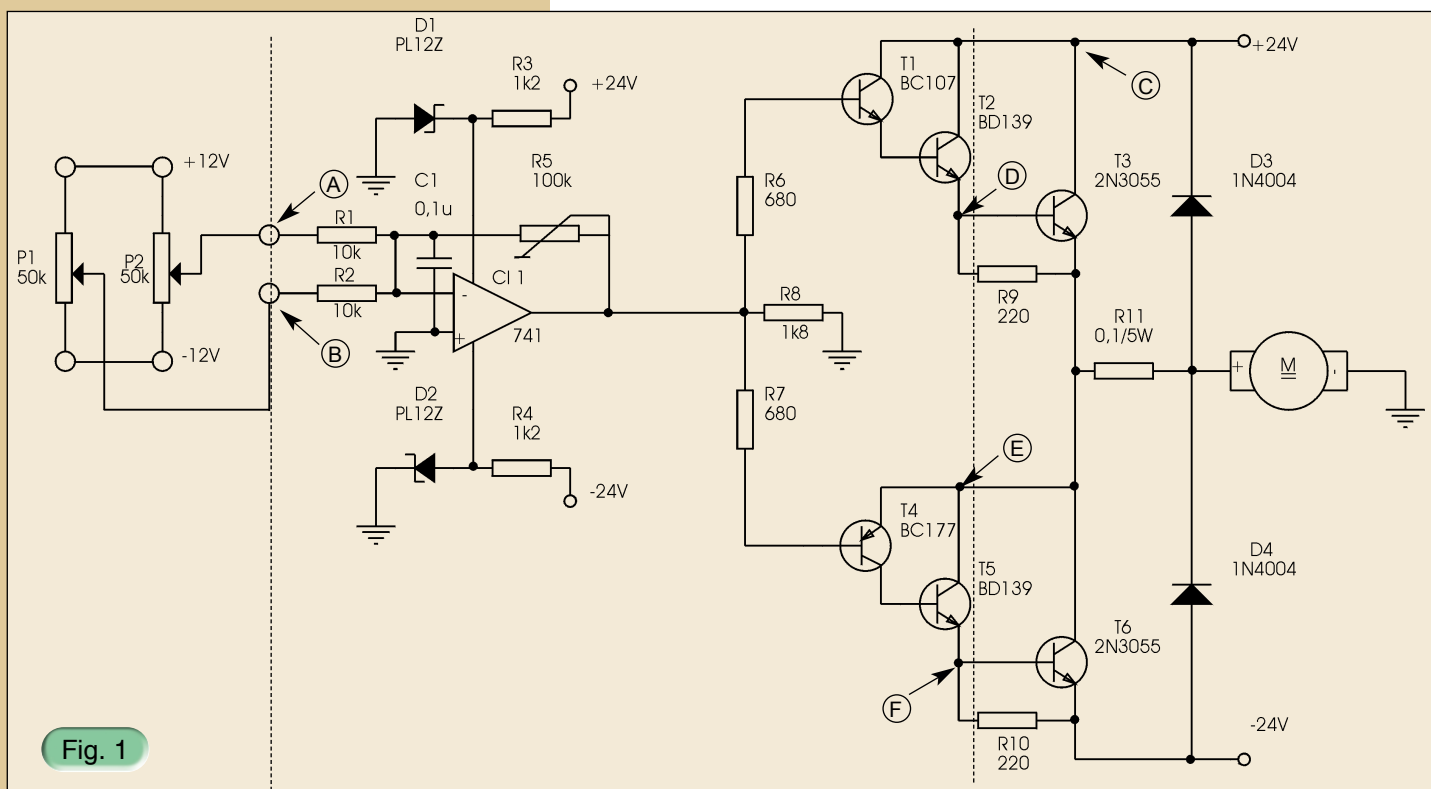 D1
PL12Z
R3
1k2
+24V
T1
BC107
+24V
C
T2
BD139
+12V
A
C1
0,1u
R5
100k
R6
680
D
T3
2N3055
D3
1N4004
R1
10k
P1
50k
P2
50k
R2
10k
CI 1
-
+
741
R8
1k8
R9
220
R11
0,1/5W
-12V
B
+
M
-
D2
PL12Z
R4
1k2
R7
680
E
-24V
T4
BC177
T5
BD139
D4
1N4004
T6
2N3055
F
-24V
R10
220
Fig. 1